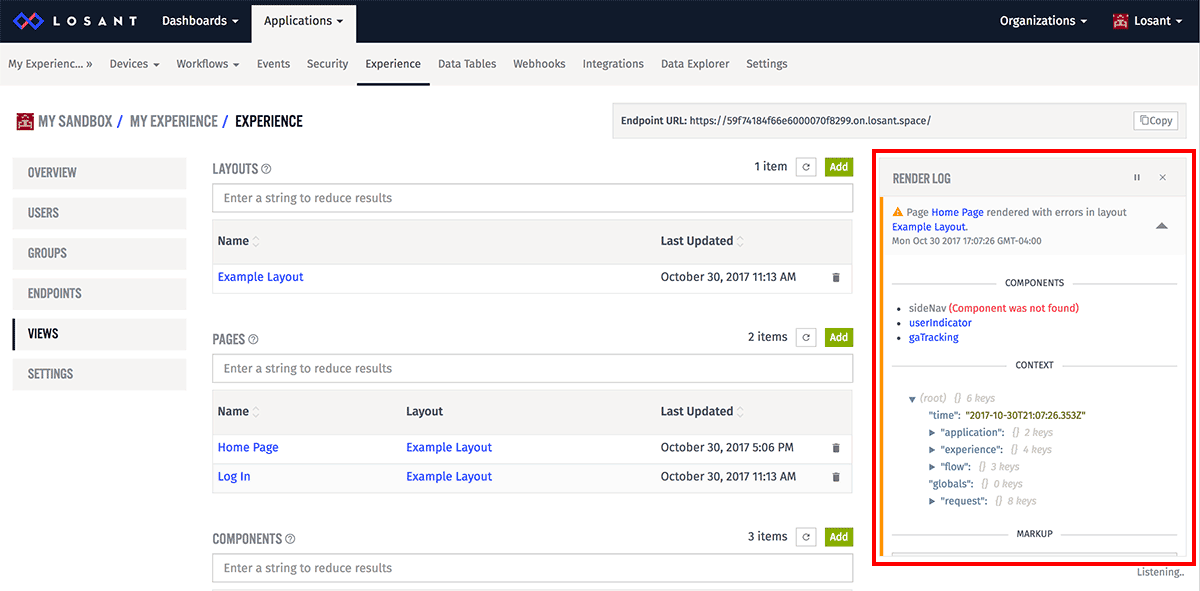 LOSANT
Dashboards
Applications
Organizations
Losant
My Experienc... »
Devices
Workflows
Events
Security
Experience
Data Tables
Webhooks
Integrations
Data Explorer
Settings
MY SANDBOX / MY EXPERIENCE / EXPERIENCE
Endpoint URL: https://59f74184f66e6000070f8299.on.losant.space/
Copy
OVERVIEW
USERS
GROUPS
ENDPOINTS
VIEWS
SETTINGS
LAYOUTS
1 item
Add
Enter a string to reduce results
Name
Last Updated
Example Layout
October 30, 2017 11:13 AM
PAGES
2 items
Add
Enter a string to reduce results
Name
Layout
Last Updated
Home Page
Example Layout
October 30, 2017 5:06 PM
Log In
Example Layout
October 30, 2017 11:13 AM
COMPONENTS
3 items
Add
Enter a string to reduce results
RENDER LOG
Page Home Page rendered with errors in layout
Example Layout.
Mon Oct 30 2017 17:07:26 GMT-04:00
COMPONENTS
sideNav (Component was not found)
userIndicator
gaTracking
CONTEXT
(root) {} 6 keys
"time": "2017-10-30T21:07:26.353Z"
"application": {} 2 keys
"experience": {} 4 keys
"flow": {} 3 keys
"globals": {} 0 keys
"request": {} 8 keys
MARKUP
Listening..